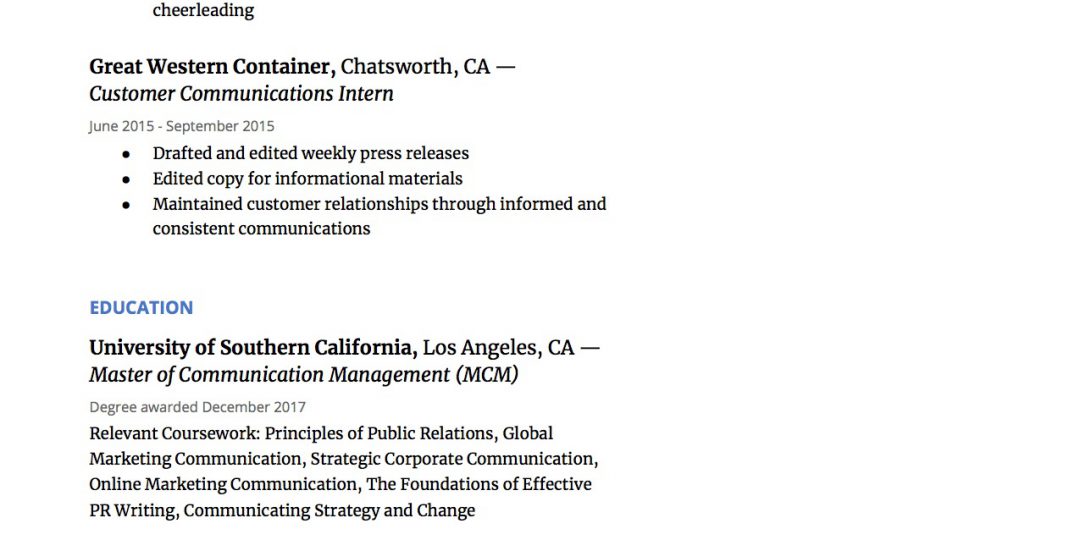 cheerleading
Great Western Container, Chatsworth, CA —
Customer Communications Intern
June 2015 - September 2015
● Drafted and edited weekly press releases
● Edited copy for informational materials
● Maintained customer relationships through informed and
consistent communications
EDUCATION
University of Southern California, Los Angeles, CA —
Master of Communication Management (MCM)
Degree awarded December 2017
Relevant Coursework: Principles of Public Relations, Global
Marketing Communication, Strategic Corporate Communication,
Online Marketing Communication, The Foundations of Effective
PR Writing, Communicating Strategy and Change